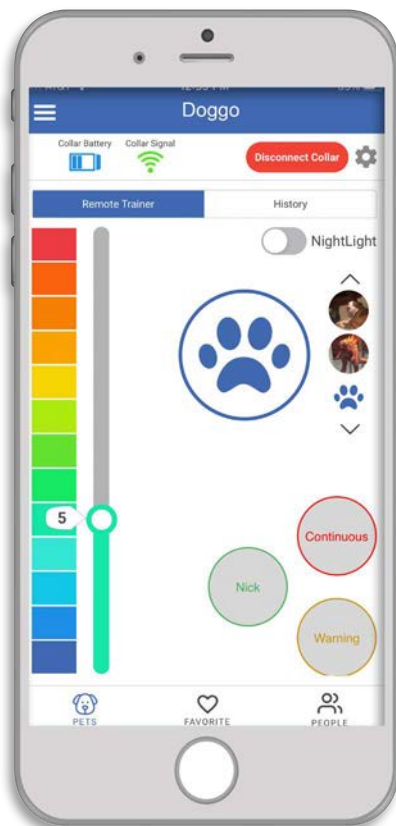 Doggo
Collar Battery
Collar Signal
Disconnect Collar
Remote Trainer
History
NightLight
5
Continuous
Nick
Warning
PETS
FAVORITE
PEOPLE